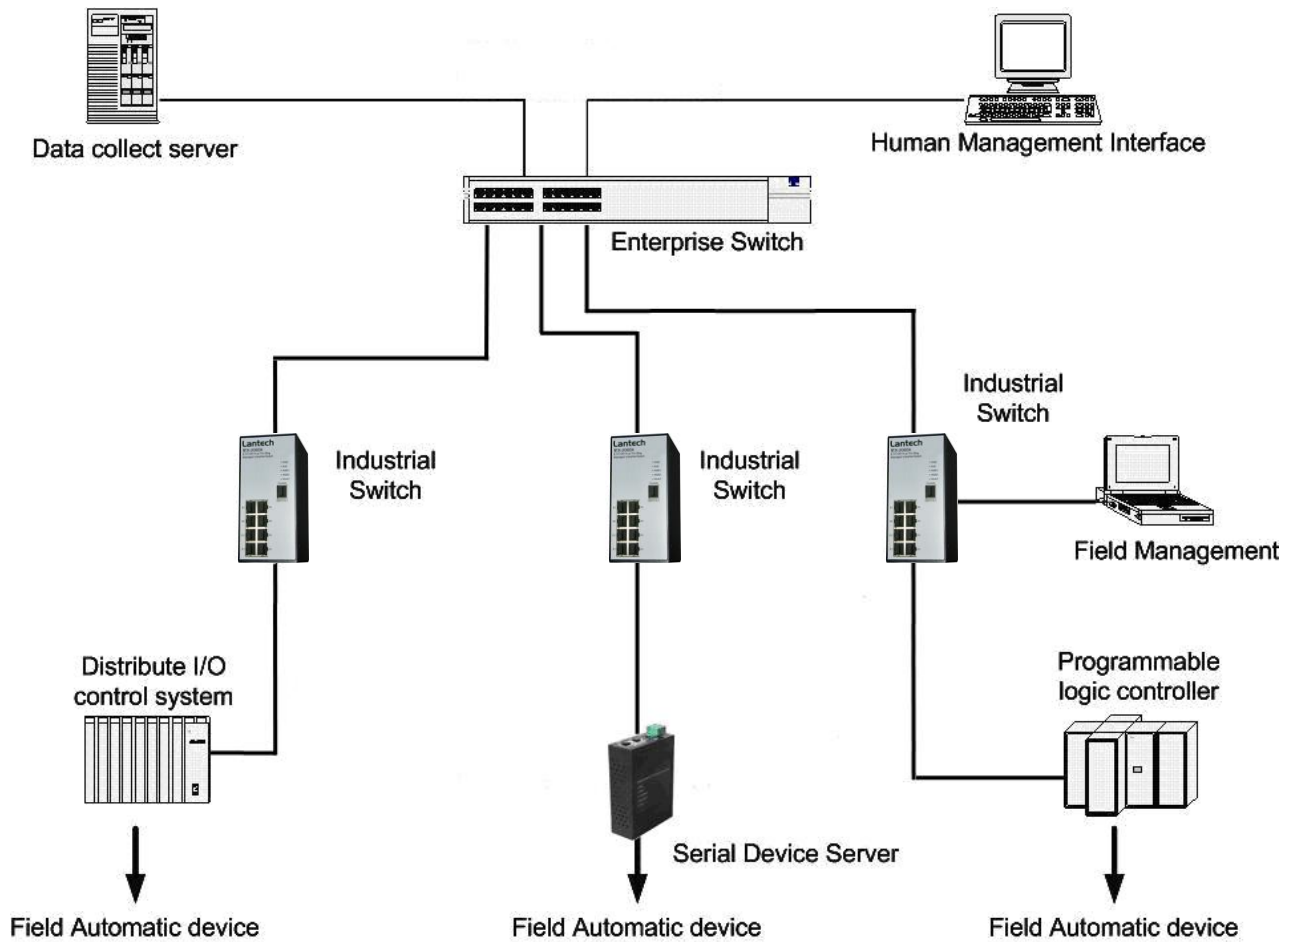 Data collect server
Human Management Interface
Enterprise Switch
Industrial
Switch
Lantech
Industrial
Switch
Lantech
Industrial
Switch
Lantech
Field Management
Distribute I/O
control system
Programmable
logic controller
Serial Device Server
Field Automatic device
Field Automatic device
Field Automatic device